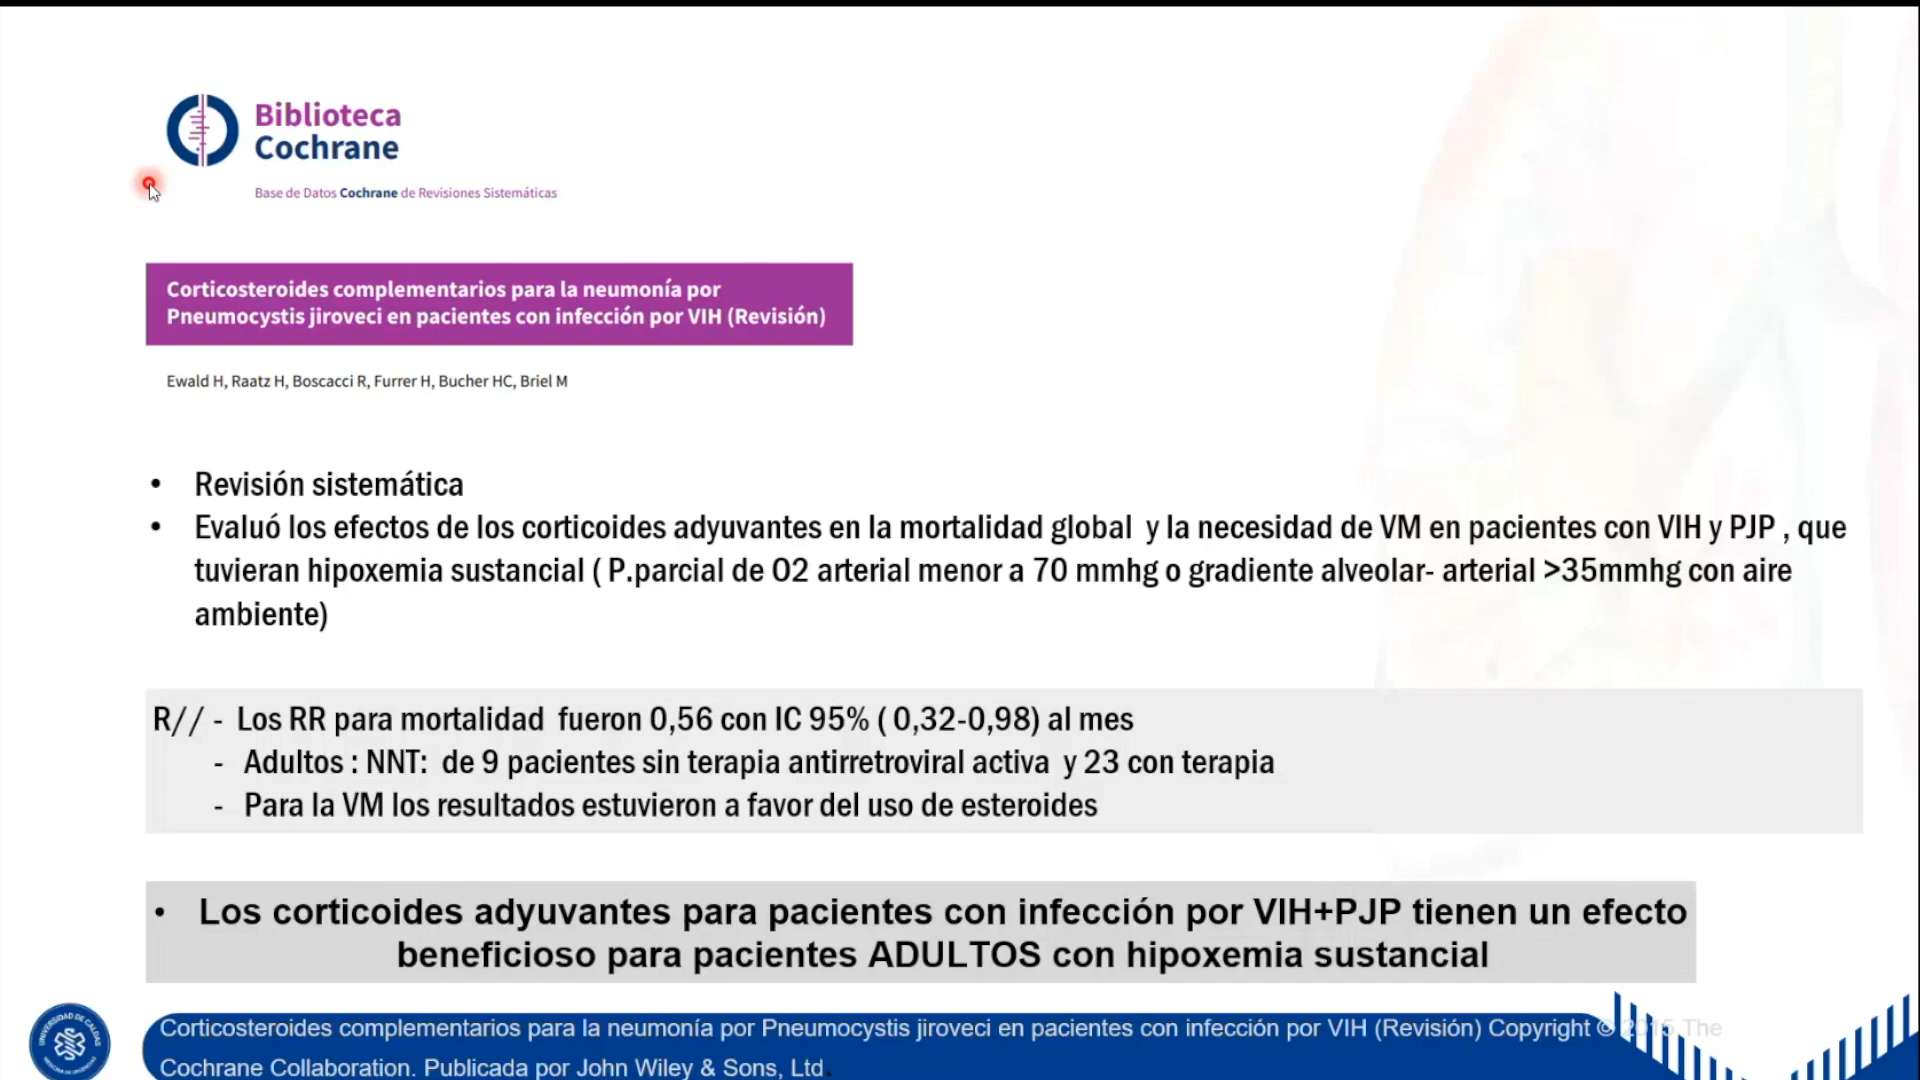 Biblioteca
Cochrane
Base de Datos Cochrane de Revisiones Sistemáticas
Corticosteroides complementarios para la neumonía por
Pneumocystis jiroveci en pacientes con infección por VIH (Revisión)
Ewald H, Raatz H, Boscacci R, Furrer H, Bucher HC, Briel M
• Revisión sistemática
• Evaluó los efectos de los corticoides adyuvantes en la mortalidad global y la necesidad de VM en pacientes con VIH y PJP , que
tuvieran hipoxemia sustancial ( P.parcial de O2 arterial menor a 70 mmhg o gradiente alveolar- arterial >35mmhg con aire
ambiente)
R// - Los RR para mortalidad fueron 0,56 con IC 95% ( 0,32-0,98) al mes
- Adultos : NNT: de 9 pacientes sin terapia antirretroviral activa y 23 con terapia
- Para la VM los resultados estuvieron a favor del uso de esteroides
• Los corticoides adyuvantes para pacientes con infección por VIH+PJP tienen un efecto
beneficioso para pacientes ADULTOS con hipoxemia sustancial
UNIVERSIDAD DE CALDAS
Corticosteroides complementarios para la neumonía por Pneumocystis jiroveci en pacientes con infección por VIH (Revisión) Copyright © 2015 The
Cochrane Collaboration. Publicada por John Wiley & Sons, Ltd.